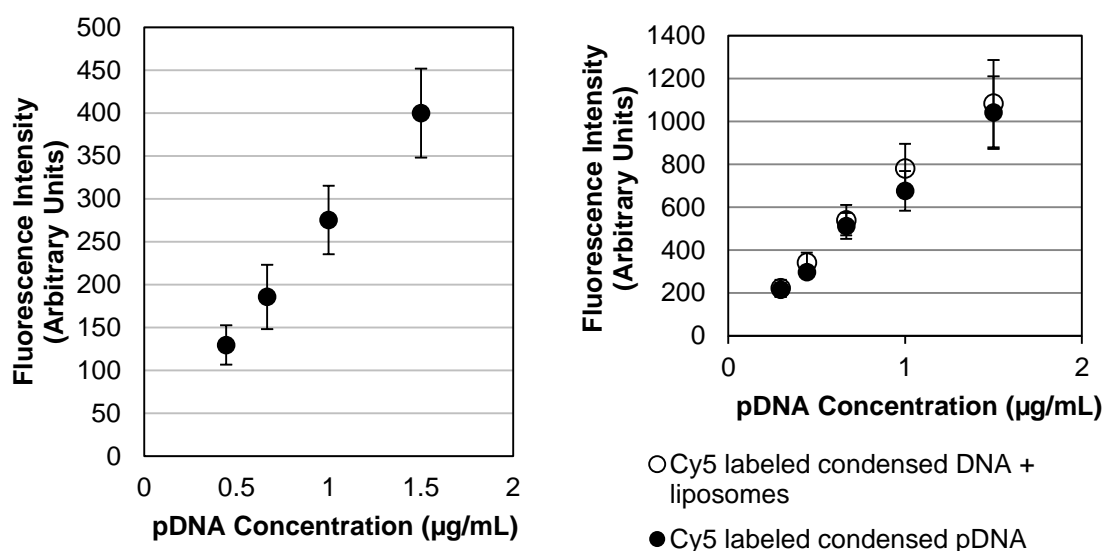 Fluorescence Intensity
(Arbitrary Units)
500
450
400
350
300
250
200
150
100
50
0
0 0.5 1 1.5 2
pDNA Concentration (µg/mL)
Fluorescence Intensity
(Arbitrary Units)
1400
1200
1000
800
600
400
200
0
0 1 2
pDNA Concentration (µg/mL)
Cy5 labeled condensed DNA +
liposomes
Cy5 labeled condensed pDNA